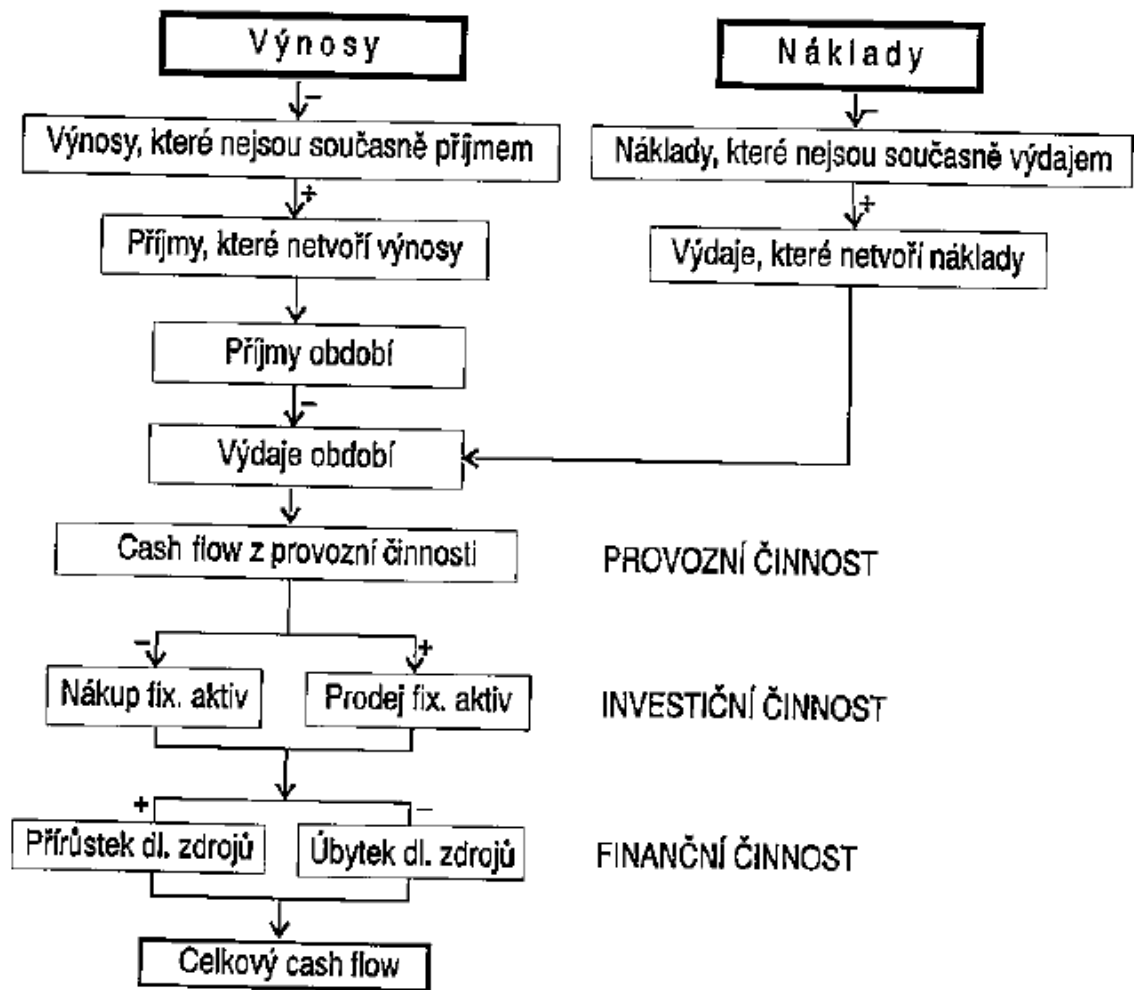 Výnosy
Náklady
–
–
Výnosy, které nejsou současně příjmem
Náklady, které nejsou současně výdajem
+
+
Příjmy, které netvoří výnosy
Výdaje, které netvoří náklady
Příjmy období
–
Výdaje období
Cash flow z provozní činnosti
PROVOZNÍ ČINNOST
–
+
Nákup fix. aktiv
Prodej fix. aktiv
INVESTIČNÍ ČINNOST
+
–
Přírůstek dl. zdrojů
Úbytek dl. zdrojů
FINANČNÍ ČINNOST
Celkový cash flow